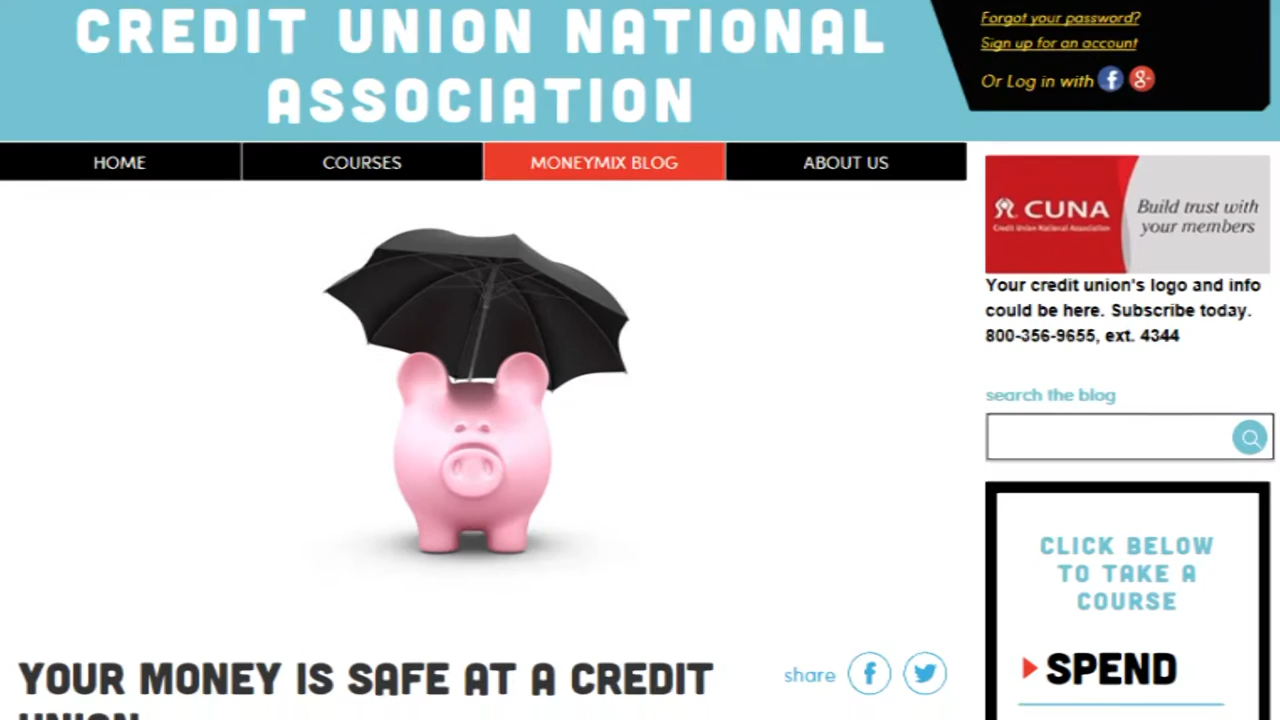 CREDIT UNION NATIONAL
ASSOCIATION
Forgot your password?
Sign up for an account
Or Log in with f g+
HOME
COURSES
MONEYMIX BLOG
ABOUT US
CUNA
Credit Union National Association
Build trust with
your members
Your credit union's logo and info
could be here. Subscribe today.
800-356-9655, ext. 4344
search the blog
CLICK BELOW
TO TAKE A
COURSE
SPEND
YOUR MONEY IS SAFE AT A CREDIT
UNION
share f